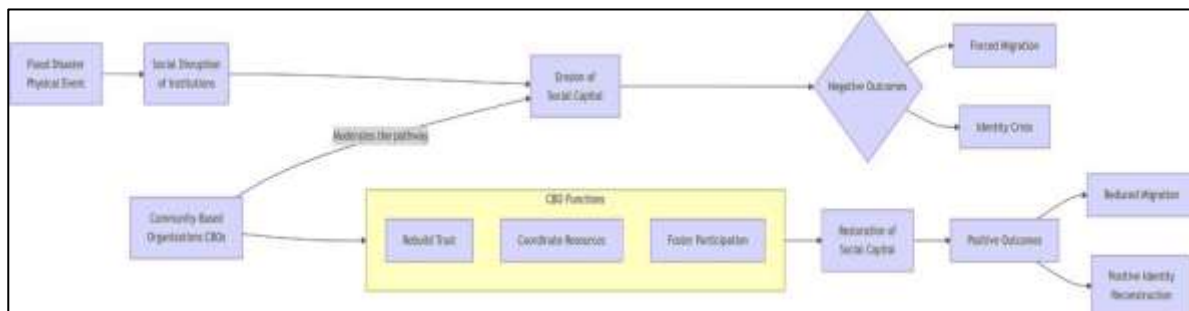 Flood Disaster
Physical Event
Social Disruption
of Institutions
Erosion of
Social Capital
Negative Outcomes
Forced Migration
Identity Crisis
Moderates the pathway
Community-Based
Organizations CBOs
CBO Functions
Rebuild Trust
Coordinate Resources
Foster Participation
Restoration of
Social Capital
Positive Outcomes
Reduced Migration
Positive Identity
Reconstruction